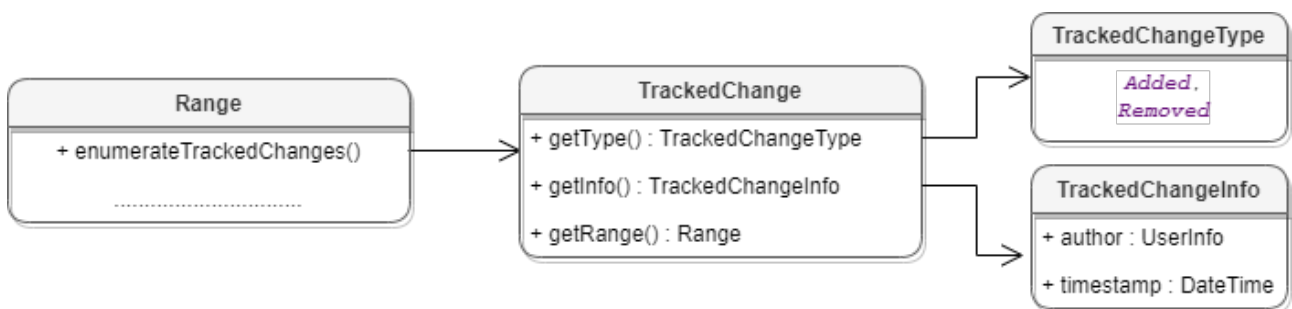 Range
+ enumerateTrackedChanges()
...............................
TrackedChange
+ getType() : TrackedChangeType
+ getInfo() : TrackedChangeInfo
+ getRange() : Range
TrackedChangeType
Added,
Removed
TrackedChangeInfo
+ author : UserInfo
+ timestamp : DateTime